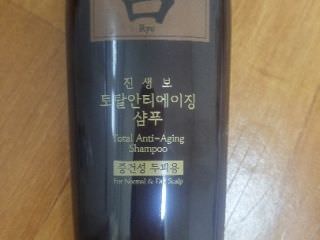 Ryo
진생보
토탈안티에이징
샴푸
Total Anti-Aging
Shampoo
중건성 두피용
For Normal & Dry Scalp